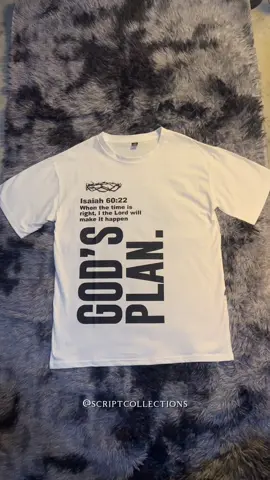 Isaiah 60:22
When the time is
right, I the Lord will
make it happen
GOD'S
PLAN.
@SCRIPTCOLLECTIONS